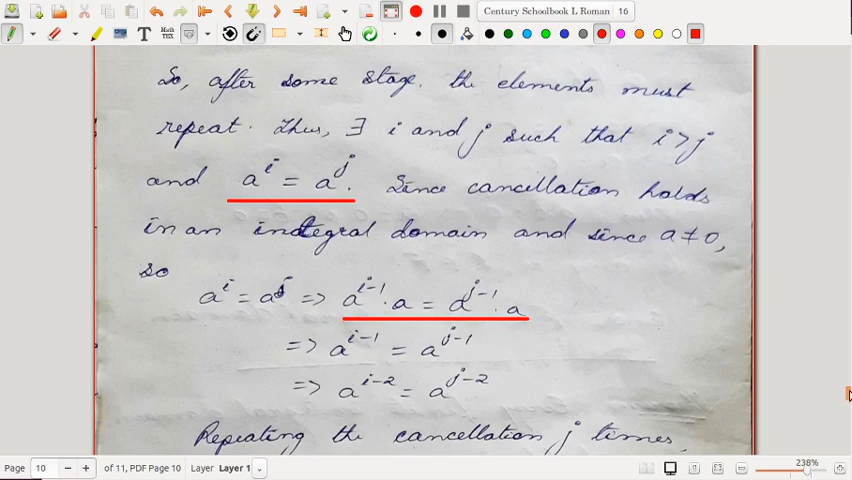 Century Schoolbook L Roman 16
T Math TEX
So, after some stage, the elements must
repeat. Thus, ∃ i and j such that i>j
and a^i = a^j. Since cancellation holds
in an integral domain and since a≠0,
so
a^i = a^j => a^{i-1}·a = a^{j-1}·a
=> a^{i-1} = a^{j-1}
=> a^{i-2} = a^{j-2}
Repeating the cancellation j times,
Page 10 of 11, PDF Page 10 Layer Layer 1 238%